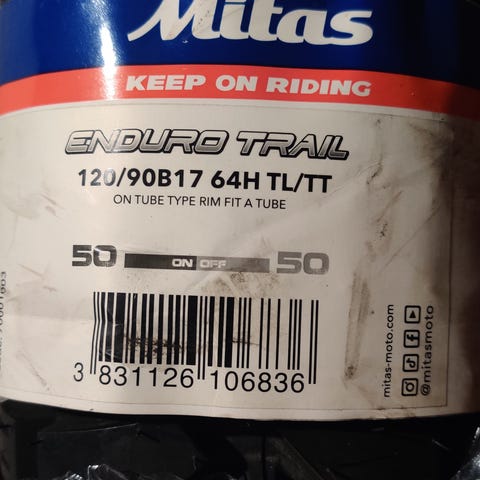 Mitas
KEEP ON RIDING
ENDURO TRAIL
120/90B17 64H TL/TT
ON TUBE TYPE RIM FIT A TUBE
50 ON OFF 50
3 831126 106836
mitas-moto.com
@mitasmoto